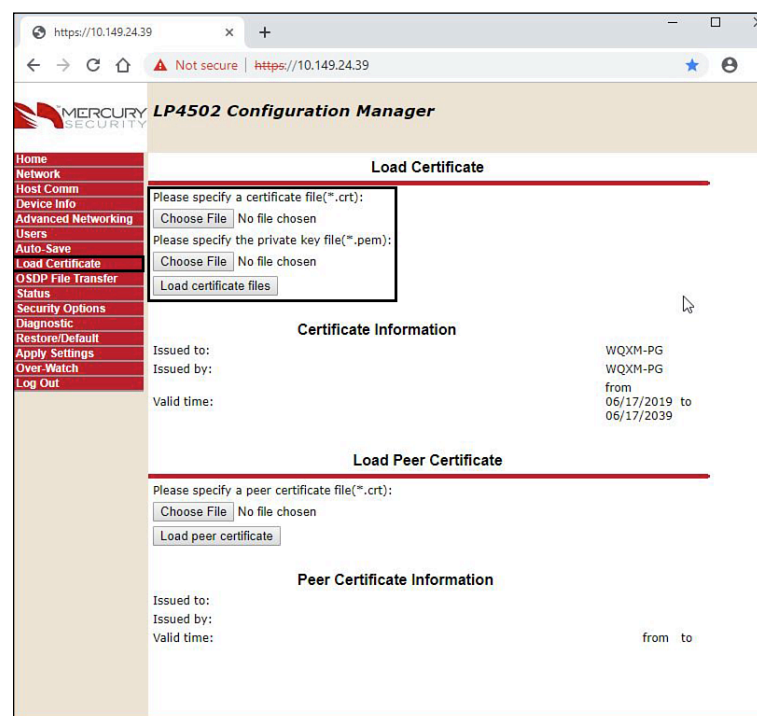 https://10.149.24.39
Not secure | https://10.149.24.39
MERCURY
SECURITY
LP4502 Configuration Manager
Home
Network
Host Comm
Device Info
Advanced Networking
Users
Auto-Save
Load Certificate
OSDP File Transfer
Status
Security Options
Diagnostic
Restore/Default
Apply Settings
Over-Watch
Log Out
Load Certificate
Please specify a certificate file(*.crt):
Choose File No file chosen
Please specify the private key file(*.pem):
Choose File No file chosen
Load certificate files
Certificate Information
Issued to: WQXM-PG
Issued by: WQXM-PG
Valid time: from
06/17/2019 to
06/17/2039
Load Peer Certificate
Please specify a peer certificate file(*.crt):
Choose File No file chosen
Load peer certificate
Peer Certificate Information
Issued to:
Issued by:
Valid time: from to